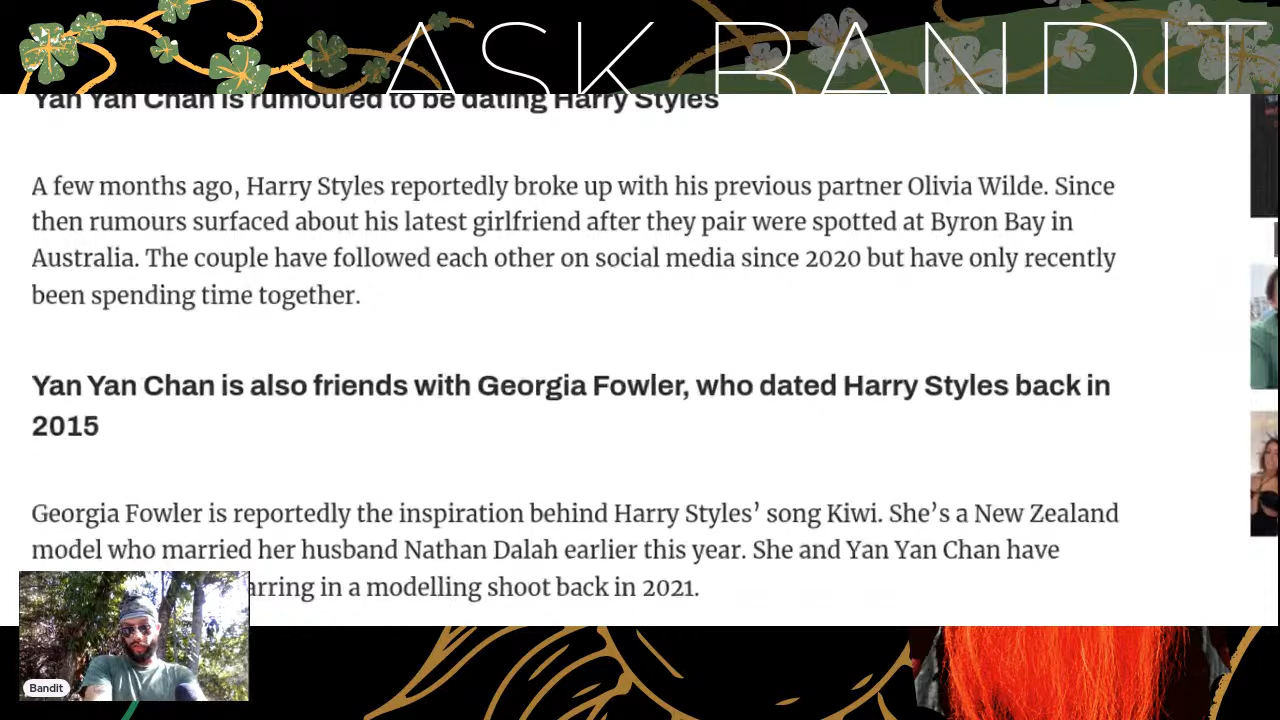 ASK BANDIT
Yan Yan Chan is rumoured to be dating Harry Styles
A few months ago, Harry Styles reportedly broke up with his previous partner Olivia Wilde. Since
then rumours surfaced about his latest girlfriend after they pair were spotted at Byron Bay in
Australia. The couple have followed each other on social media since 2020 but have only recently
been spending time together.
Yan Yan Chan is also friends with Georgia Fowler, who dated Harry Styles back in
2015
Georgia Fowler is reportedly the inspiration behind Harry Styles’ song Kiwi. She’s a New Zealand
model who married her husband Nathan Dalah earlier this year. She and Yan Yan Chan have
in a modelling shoot back in 2021.
Bandit